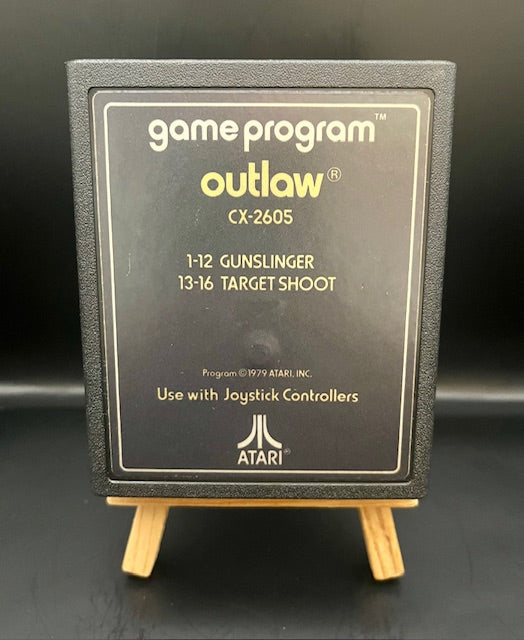 game program™
outlaw®
CX-2605
1-12 GUNSLINGER
13-16 TARGET SHOOT
Program ©1979 ATARI, INC.
Use with Joystick Controllers
ATARI®